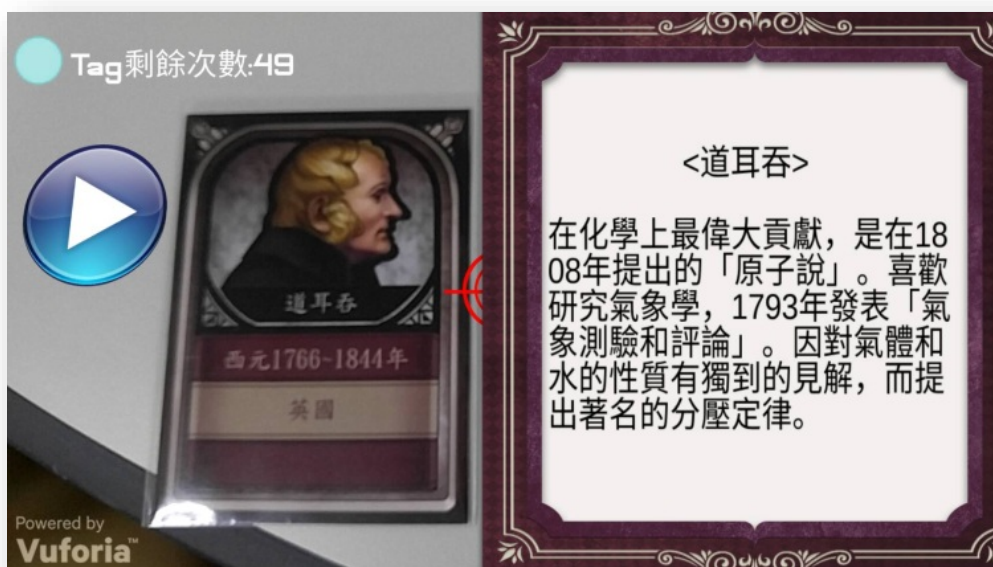 Tag剩餘次數:49
道耳吞
西元1766~1844年
英國
Powered by
Vuforia™
<道耳吞>
在化學上最偉大貢獻，是在18
08年提出的「原子說」。喜歡
研究氣象學，1793年發表「氣
象測驗和評論」。因對氣體和
水的性質有獨到的見解，而提
出著名的分壓定律。